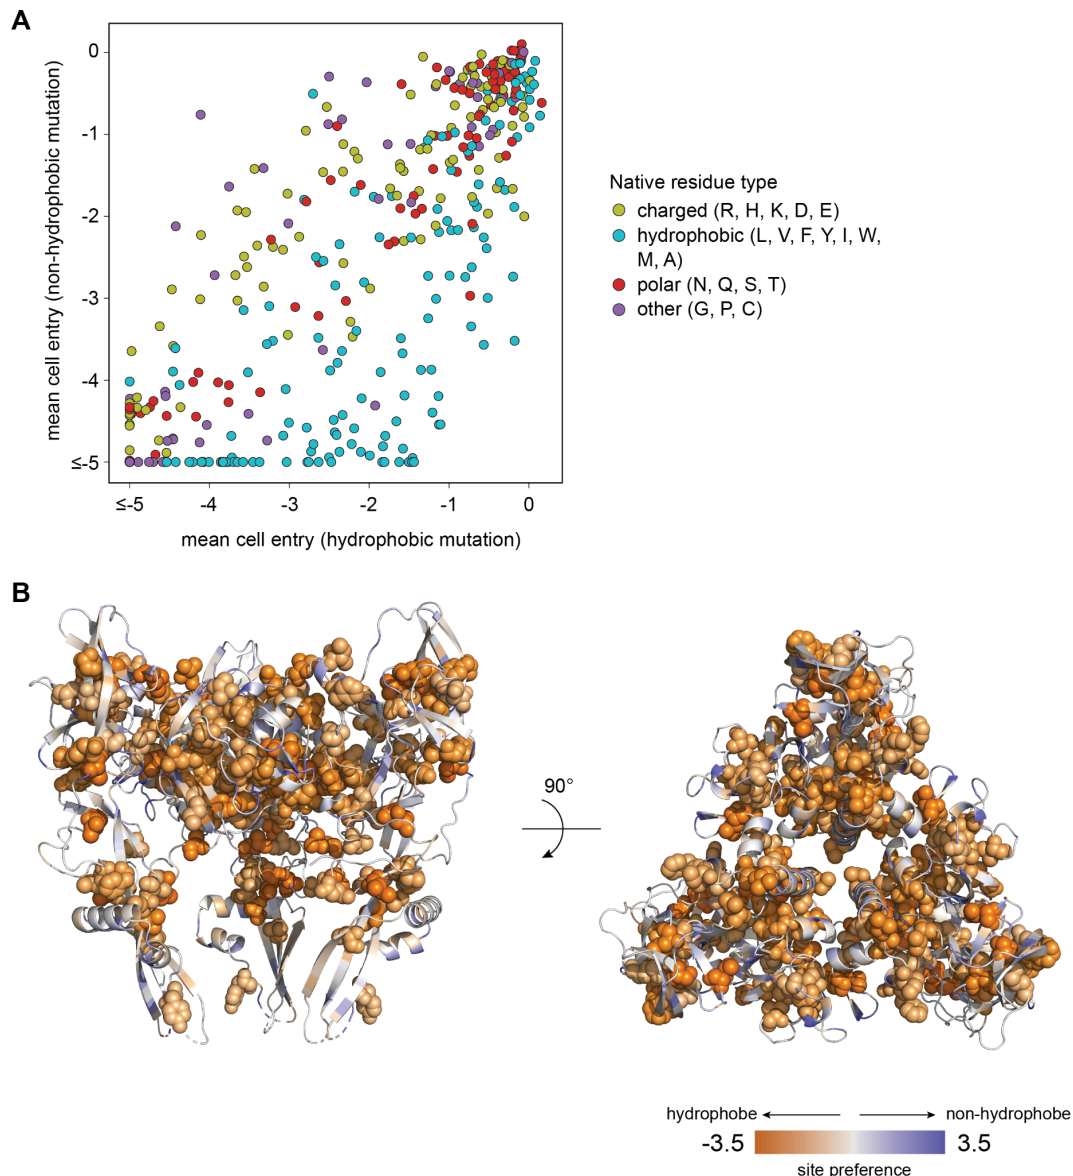 A
mean cell entry (non-hydrophobic mutation)
0
-1
-2
-3
-4
≤-5
≤-5
-4
-3
-2
-1
0
mean cell entry (hydrophobic mutation)
Native residue type
charged (R, H, K, D, E)
hydrophobic (L, V, F, Y, I, W,
M, A)
polar (N, Q, S, T)
other (G, P, C)
B
90°
hydrophobe
non-hydrophobe
-3.5
3.5
site preference